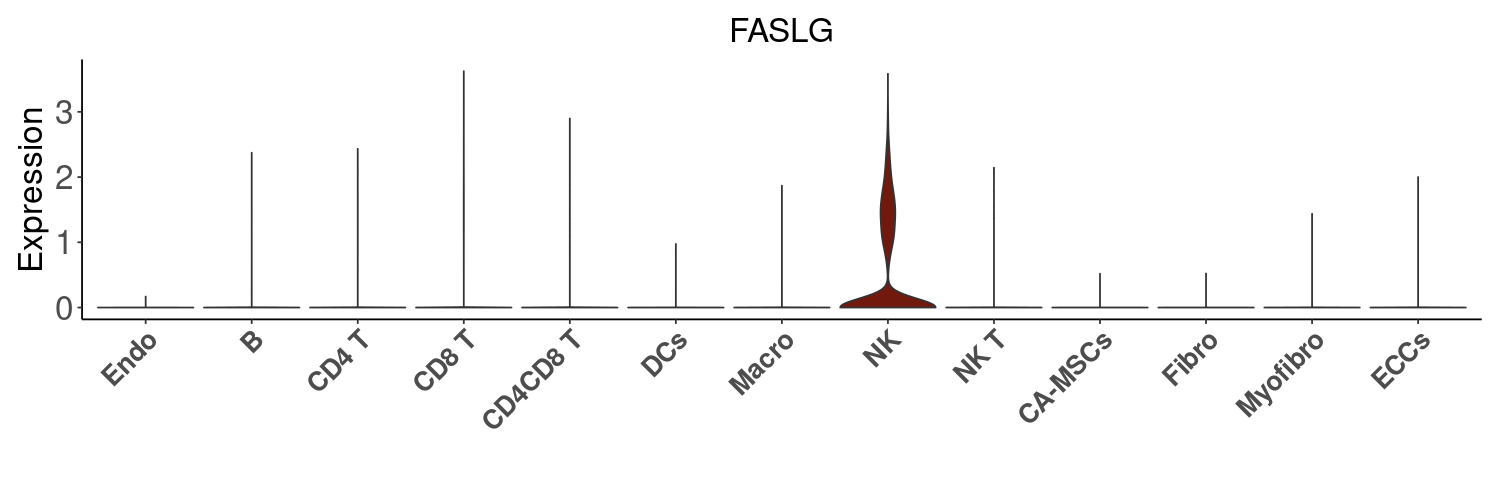 FASLG
Expression
3
2
1
0
Endo
B
CD4 T
CD8 T
CD4CD8 T
DCs
Macro
NK
NK T
CA-MSCs
Fibro
Myofibro
ECCs